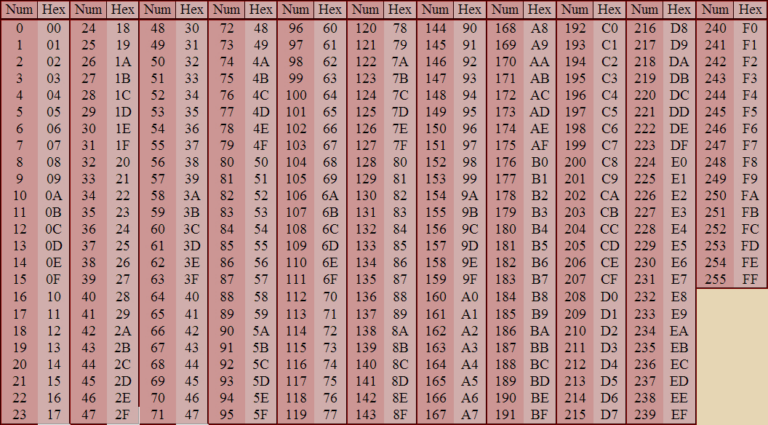 Num Hex Num Hex Num Hex Num Hex Num Hex Num Hex Num Hex Num Hex Num Hex Num Hex Num Hex
0 00 24 18 48 30 72 48 96 60 120 78 144 90 168 A8 192 C0 216 D8 240 F0
1 01 25 19 49 31 73 49 97 61 121 79 145 91 169 A9 193 C1 217 D9 241 F1
2 02 26 1A 50 32 74 4A 98 62 122 7A 146 92 170 AA 194 C2 218 DA 242 F2
3 03 27 1B 51 33 75 4B 99 63 123 7B 147 93 171 AB 195 C3 219 DB 243 F3
4 04 28 1C 52 34 76 4C 100 64 124 7C 148 94 172 AC 196 C4 220 DC 244 F4
5 05 29 1D 53 35 77 4D 101 65 125 7D 149 95 173 AD 197 C5 221 DD 245 F5
6 06 30 1E 54 36 78 4E 102 66 126 7E 150 96 174 AE 198 C6 222 DE 246 F6
7 07 31 1F 55 37 79 4F 103 67 127 7F 151 97 175 AF 199 C7 223 DF 247 F7
8 08 32 20 56 38 80 50 104 68 128 80 152 98 176 B0 200 C8 224 E0 248 F8
9 09 33 21 57 39 81 51 105 69 129 81 153 99 177 B1 201 C9 225 E1 249 F9
10 0A 34 22 58 3A 82 52 106 6A 130 82 154 9A 178 B2 202 CA 226 E2 250 FA
11 0B 35 23 59 3B 83 53 107 6B 131 83 155 9B 179 B3 203 CB 227 E3 251 FB
12 0C 36 24 60 3C 84 54 108 6C 132 84 156 9C 180 B4 204 CC 228 E4 252 FC
13 0D 37 25 61 3D 85 55 109 6D 133 85 157 9D 181 B5 205 CD 229 E5 253 FD
14 0E 38 26 62 3E 86 56 110 6E 134 86 158 9E 182 B6 206 CE 230 E6 254 FE
15 0F 39 27 63 3F 87 57 111 6F 135 87 159 9F 183 B7 207 CF 231 E7 255 FF
16 10 40 28 64 40 88 58 112 70 136 88 160 A0 184 B8 208 D0 232 E8
17 11 41 29 65 41 89 59 113 71 137 89 161 A1 185 B9 209 D1 233 E9
18 12 42 2A 66 42 90 5A 114 72 138 8A 162 A2 186 BA 210 D2 234 EA
19 13 43 2B 67 43 91 5B 115 73 139 8B 163 A3 187 BB 211 D3 235 EB
20 14 44 2C 68 44 92 5C 116 74 140 8C 164 A4 188 BC 212 D4 236 EC
21 15 45 2D 69 45 93 5D 117 75 141 8D 165 A5 189 BD 213 D5 237 ED
22 16 46 2E 70 46 94 5E 118 76 142 8E 166 A6 190 BE 214 D6 238 EE
23 17 47 2F 71 47 95 5F 119 77 143 8F 167 A7 191 BF 215 D7 239 EF